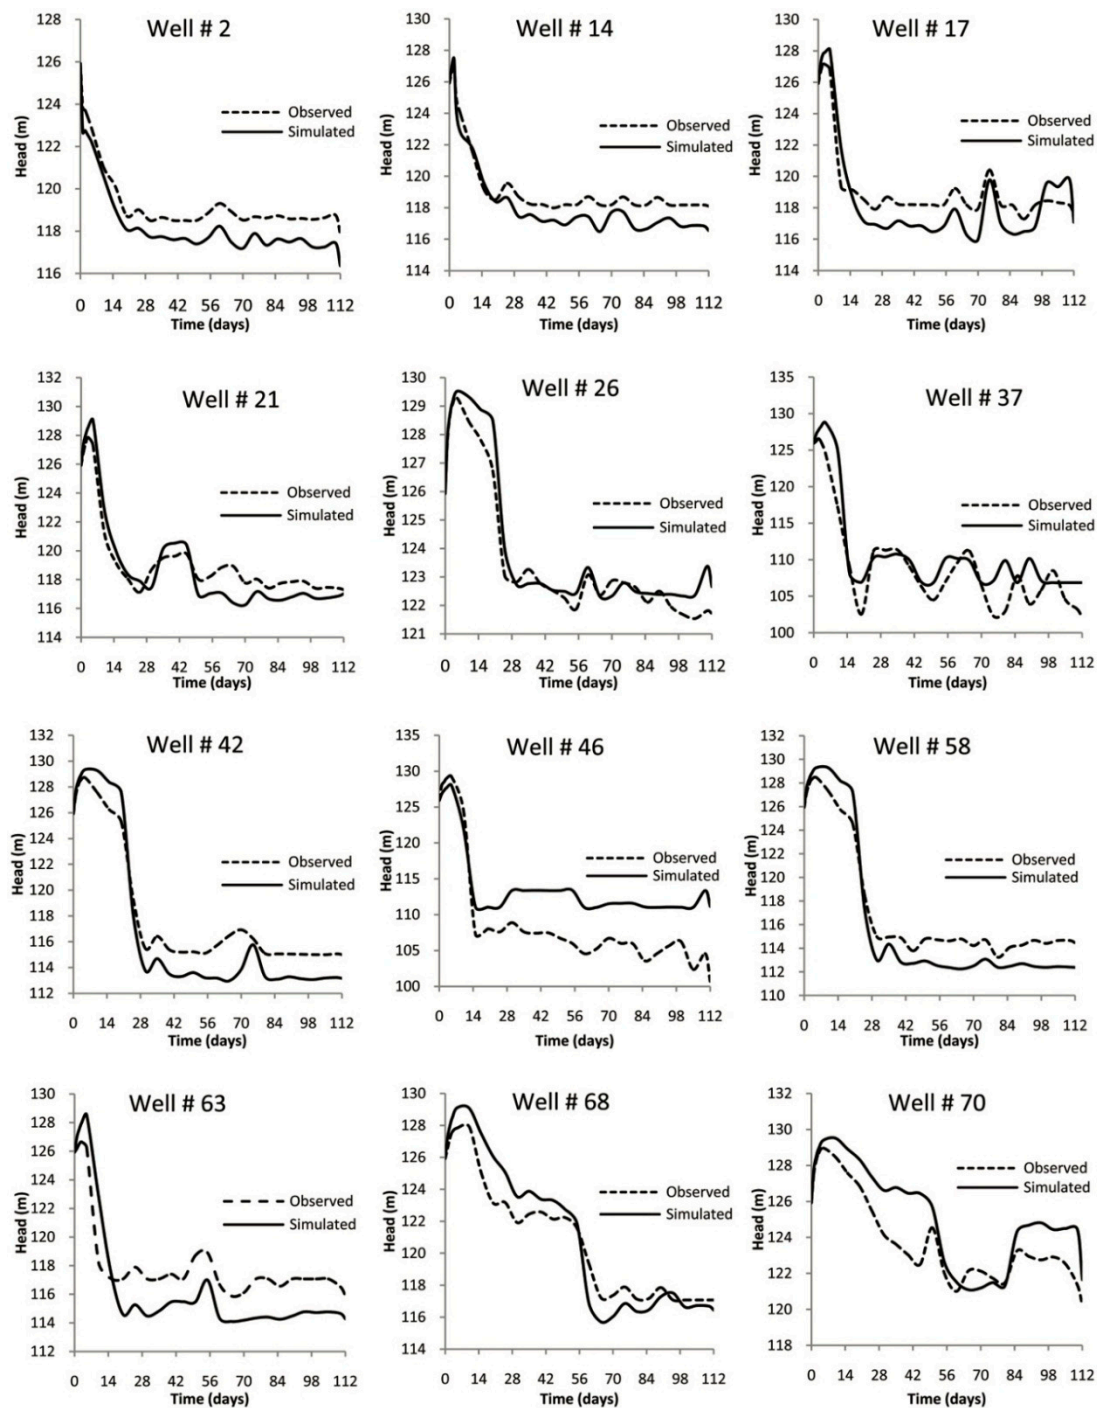 Well # 2
128
126
124
122
120
118
116
Head (m)
Observed
Simulated
0 14 28 42 56 70 84 98 112
Time (days)
Well # 14
130
128
126
124
122
120
118
116
114
Head (m)
Observed
Simulated
0 14 28 42 56 70 84 98 112
Time (days)
Well # 17
130
128
126
124
122
120
118
116
114
Head (m)
Observed
Simulated
0 14 28 42 56 70 84 98 112
Time (days)
Well # 21
132
130
128
126
124
122
120
118
116
114
Head (m)
Observed
Simulated
0 14 28 42 56 70 84 98 112
Time (days)
Well # 26
130
129
128
127
126
125
124
123
122
121
Head (m)
Observed
Simulated
0 14 28 42 56 70 84 98 112
Time (days)
Well # 37
135
130
125
120
115
110
105
100
Head (m)
Observed
Simulated
0 14 28 42 56 70 84 98 112
Time (days)
Well # 42
132
130
128
126
124
122
120
118
116
114
112
Head (m)
Observed
Simulated
0 14 28 42 56 70 84 98 112
Time (days)
Well # 46
135
130
125
120
115
110
105
100
Head (m)
Observed
Simulated
0 14 28 42 56 70 84 98 112
Time (days)
Well # 58
132
130
128
126
124
122
120
118
116
114
112
110
Head (m)
Observed
Simulated
0 14 28 42 56 70 84 98 112
Time (days)
Well # 63
130
128
126
124
122
120
118
116
114
112
Head (m)
Observed
Simulated
0 14 28 42 56 70 84 98 112
Time (days)
Well # 68
130
128
126
124
122
120
118
116
114
Head (m)
Observed
Simulated
0 14 28 42 56 70 84 98 112
Time (days)
Well # 70
132
130
128
126
124
122
120
118
Head (m)
Observed
Simulated
0 14 28 42 56 70 84 98 112
Time (days)